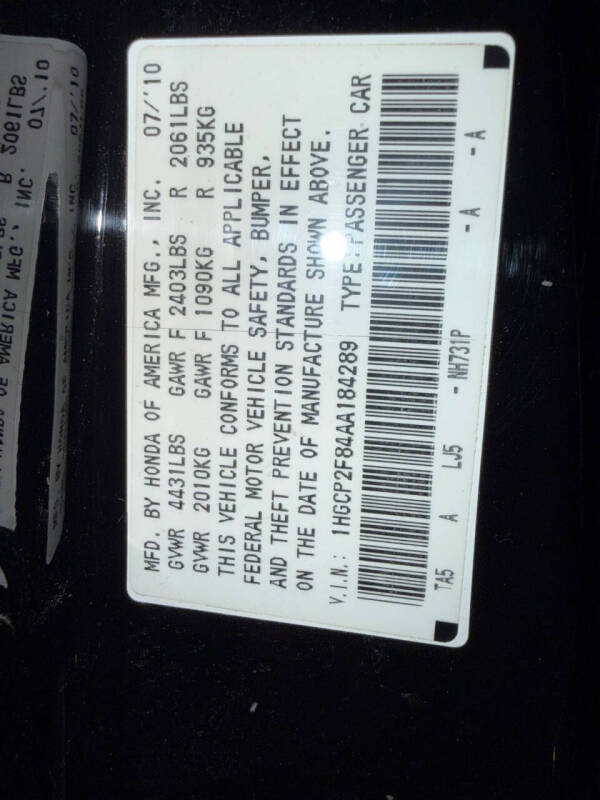 MFD. BY HONDA OF AMERICA MFG., INC. 07/'10
GVWR 4431LBS GAWR F 2403LBS R 2061LBS
GVWR 2010KG GAWR F 1090KG R 935KG
THIS VEHICLE CONFORMS TO ALL APPLICABLE
FEDERAL MOTOR VEHICLE SAFETY, BUMPER,
AND THEFT PREVENTION STANDARDS IN EFFECT
ON THE DATE OF MANUFACTURE SHOWN ABOVE.
V.I.N.: 1HGCP2F84AA184289 TYPE:PASSENGER CAR
TA5 A LJ5 - NH731P - A - A